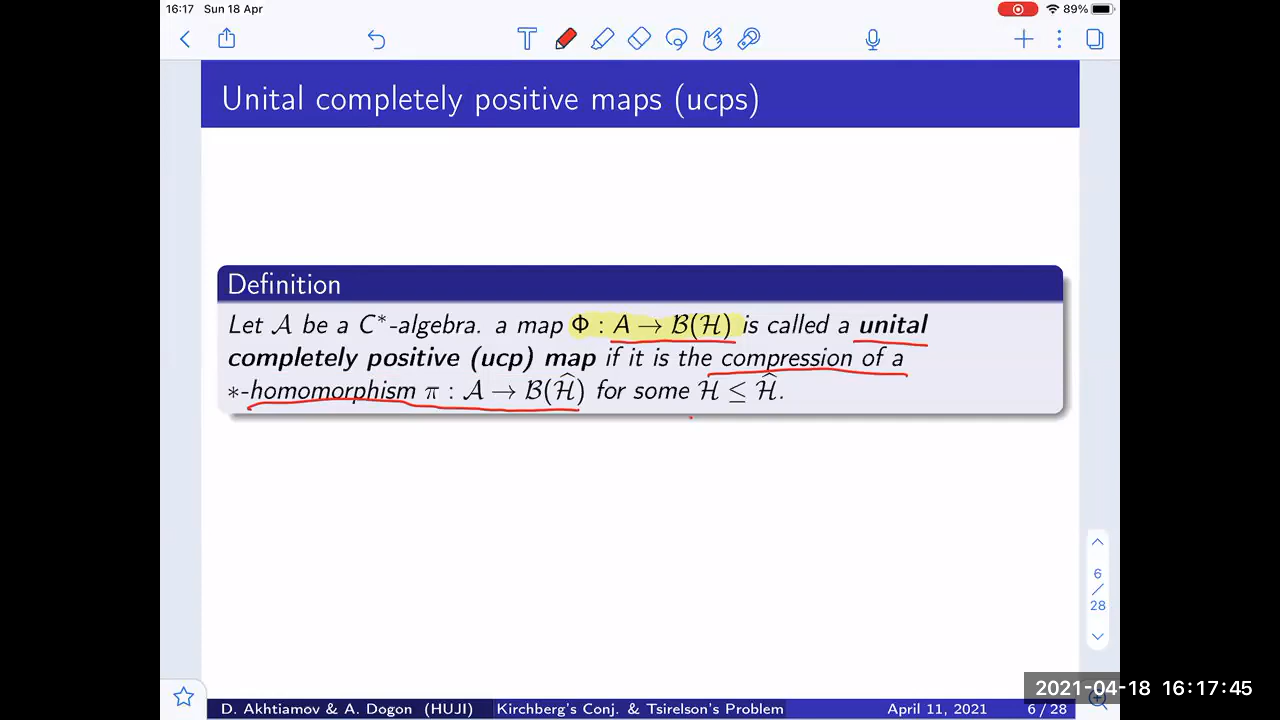 16:17 Sun 18 Apr 89%
Unital completely positive maps (ucps)
Definition
Let 𝒜 be a C*-algebra. a map Φ : A → ℬ(ℋ) is called a unital
completely positive (ucp) map if it is the compression of a
∗-homomorphism π : 𝒜 → ℬ(ℋ̂) for some ℋ ≤ ℋ̂.
6
/
28
2021-04-18 16:17:45
D. Akhtiamov & A. Dogon (HUJI) Kirchberg's Conj. & Tsirelson's Problem April 11, 2021 6 / 28